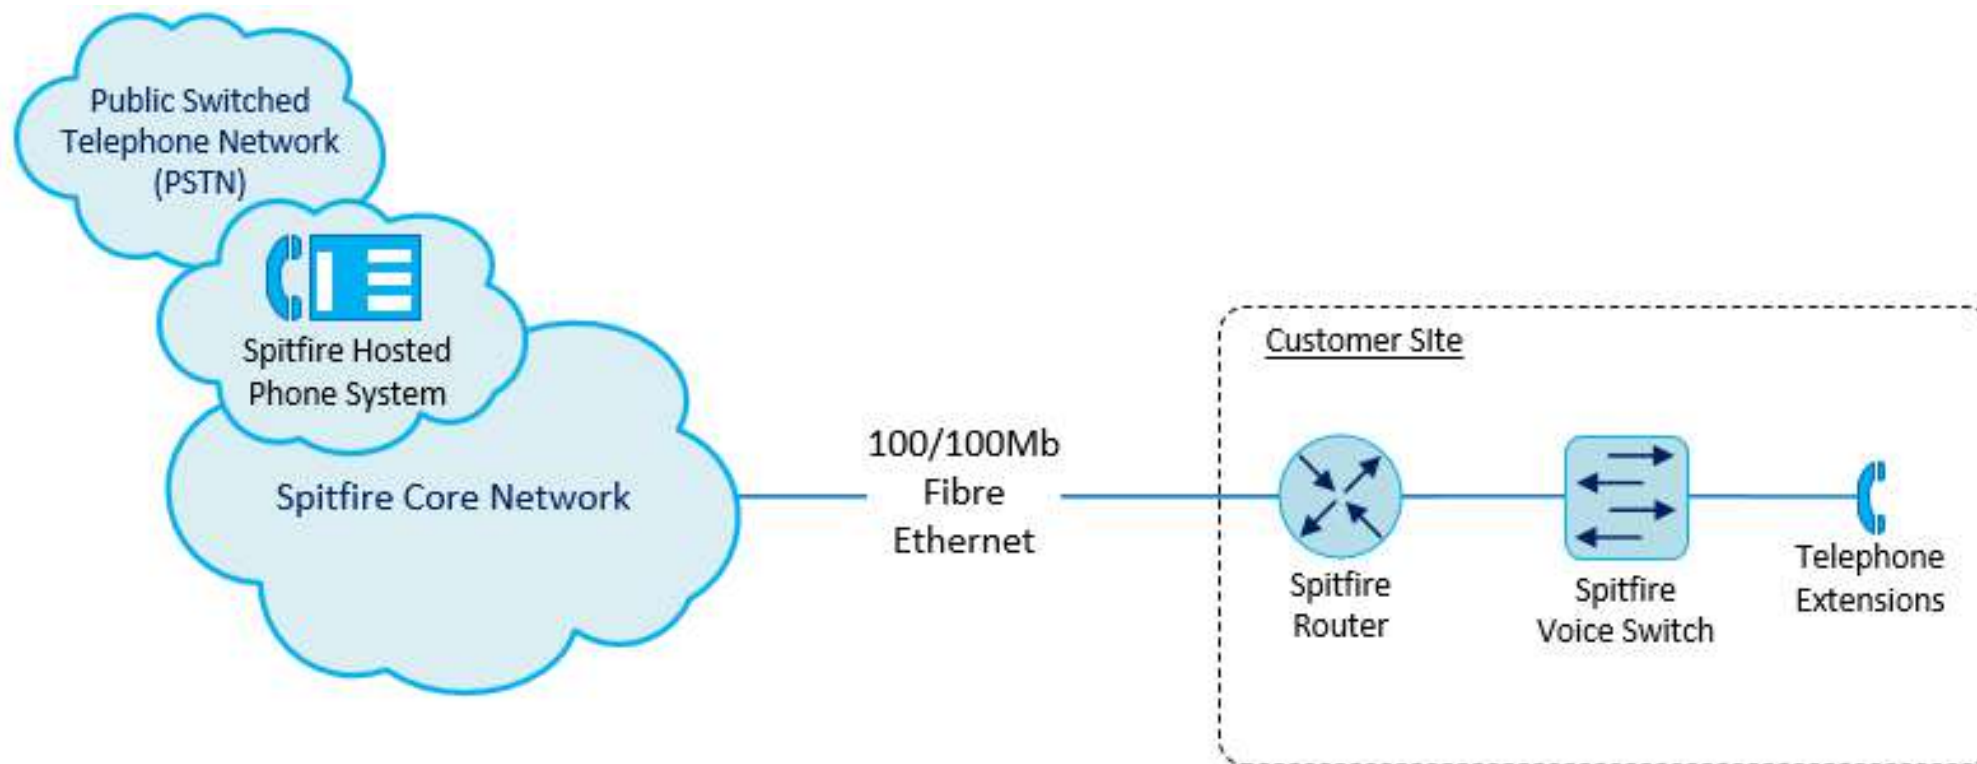 Public Switched
Telephone Network
(PSTN)
Spitfire Hosted
Phone System
Spitfire Core Network
100/100Mb
Fibre
Ethernet
Customer SIte
Spitfire
Router
Spitfire
Voice Switch
Telephone
Extensions